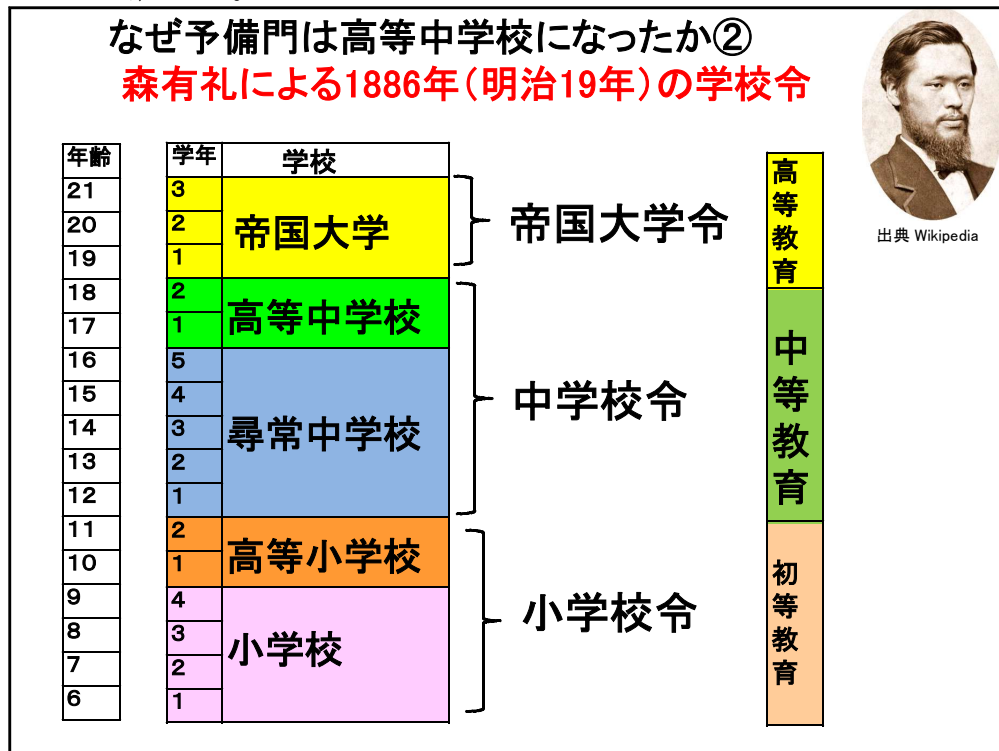 なぜ予備門は高等中学校になったか②
森有礼による1886年（明治19年）の学校令
出典 Wikipedia
年齢
21
20
19
18
17
16
15
14
13
12
11
10
9
8
7
6
学年 学校
3
2
1
帝国大学
2
1
高等中学校
5
4
3
2
1
尋常中学校
2
1
高等小学校
4
3
2
1
小学校
帝国大学令
中学校令
小学校令
高等教育
中等教育
初等教育